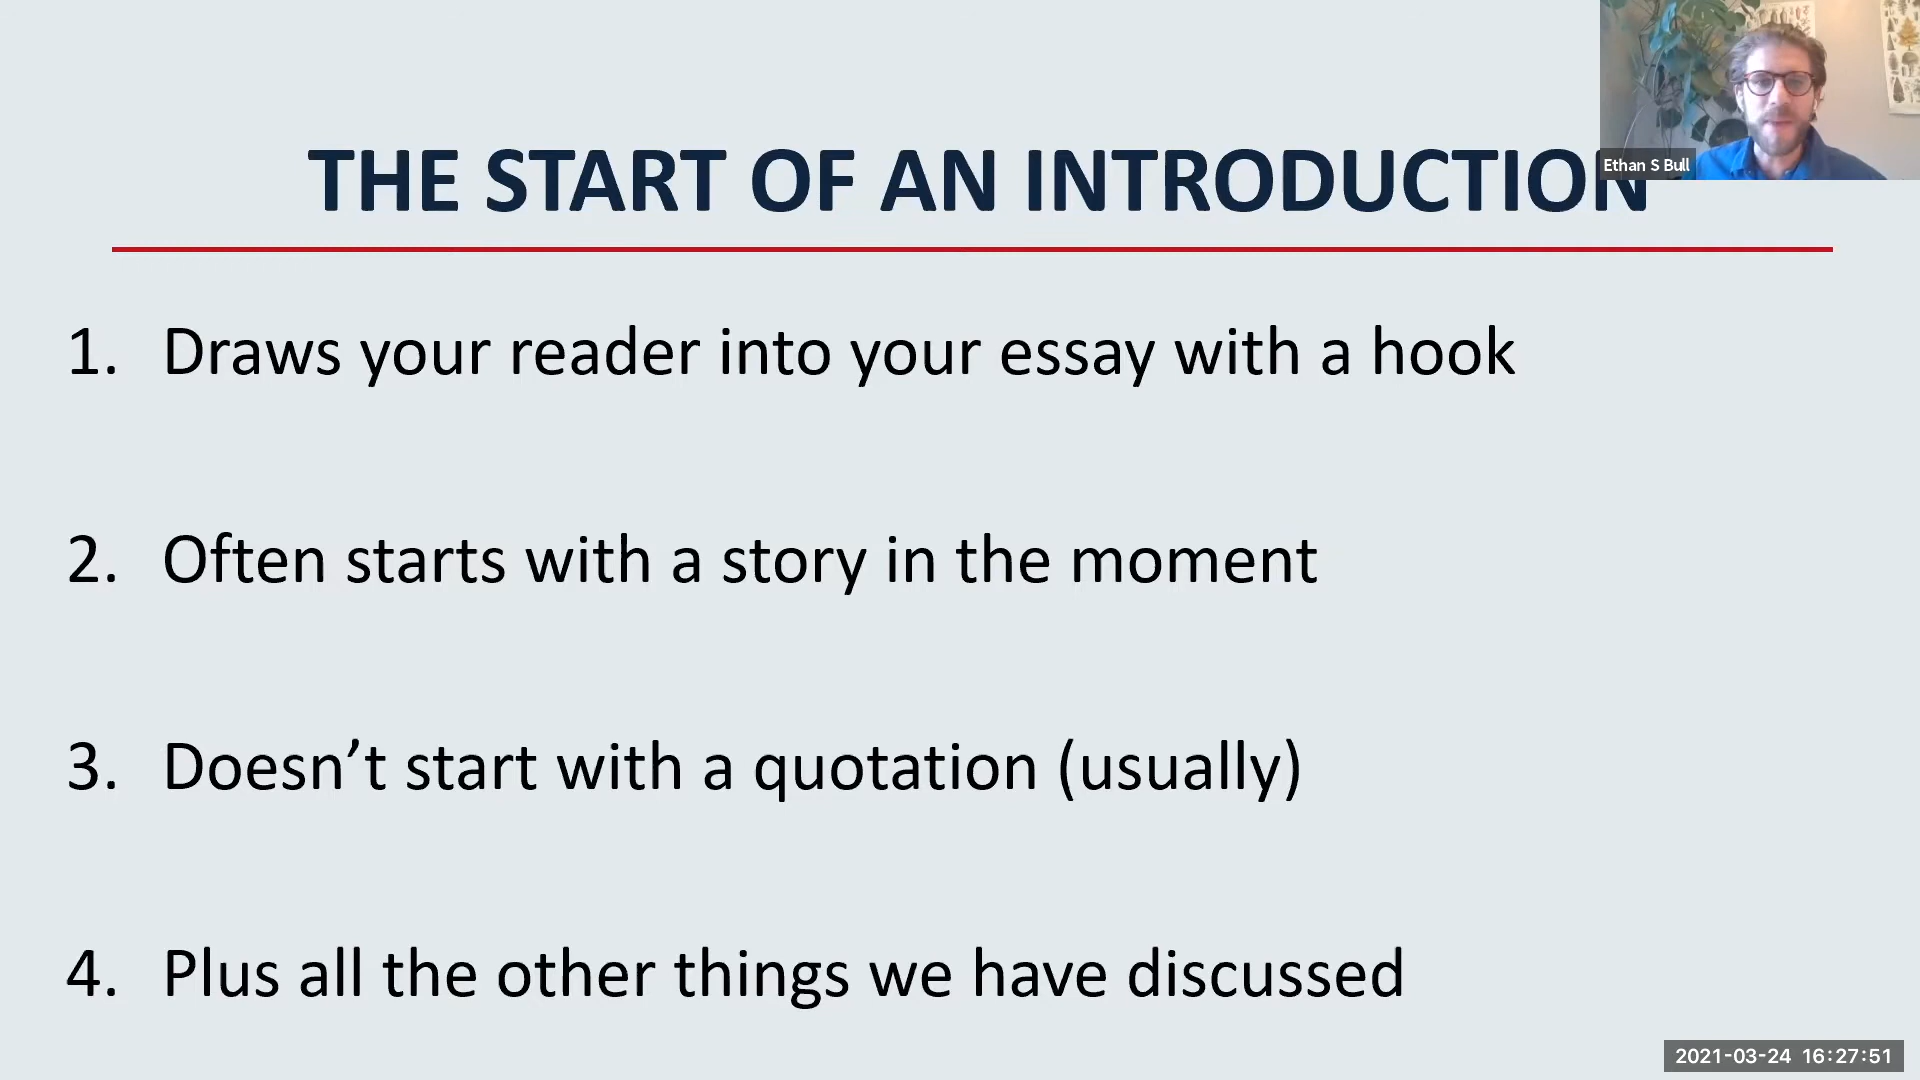 THE START OF AN INTRODUCTION
Ethan S Bull
1. Draws your reader into your essay with a hook
2. Often starts with a story in the moment
3. Doesn’t start with a quotation (usually)
4. Plus all the other things we have discussed
2021-03-24 16:27:51